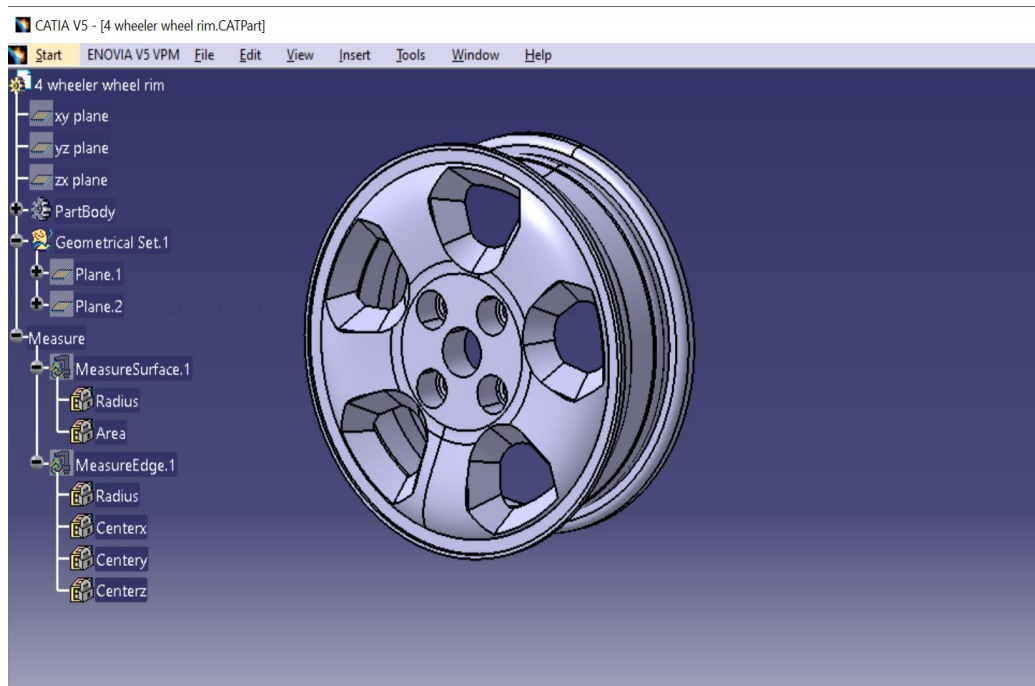 CATIA V5 - [4 wheeler wheel rim.CATPart]
Start ENOVIA V5 VPM File Edit View Insert Tools Window Help
4 wheeler wheel rim
xy plane
yz plane
zx plane
PartBody
Geometrical Set.1
Plane.1
Plane.2
Measure
MeasureSurface.1
Radius
Area
MeasureEdge.1
Radius
Centerx
Centery
Centerz